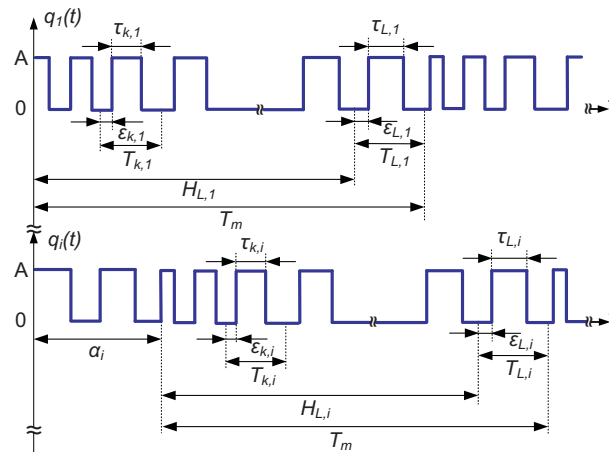 q1(t)
τk,1
τL,1
A
0
εk,1
Tk,1
εL,1
TL,1
HL,1
Tm
qi(t)
τk,i
τL,i
A
0
αi
εk,i
Tk,i
εL,i
TL,i
HL,i
Tm